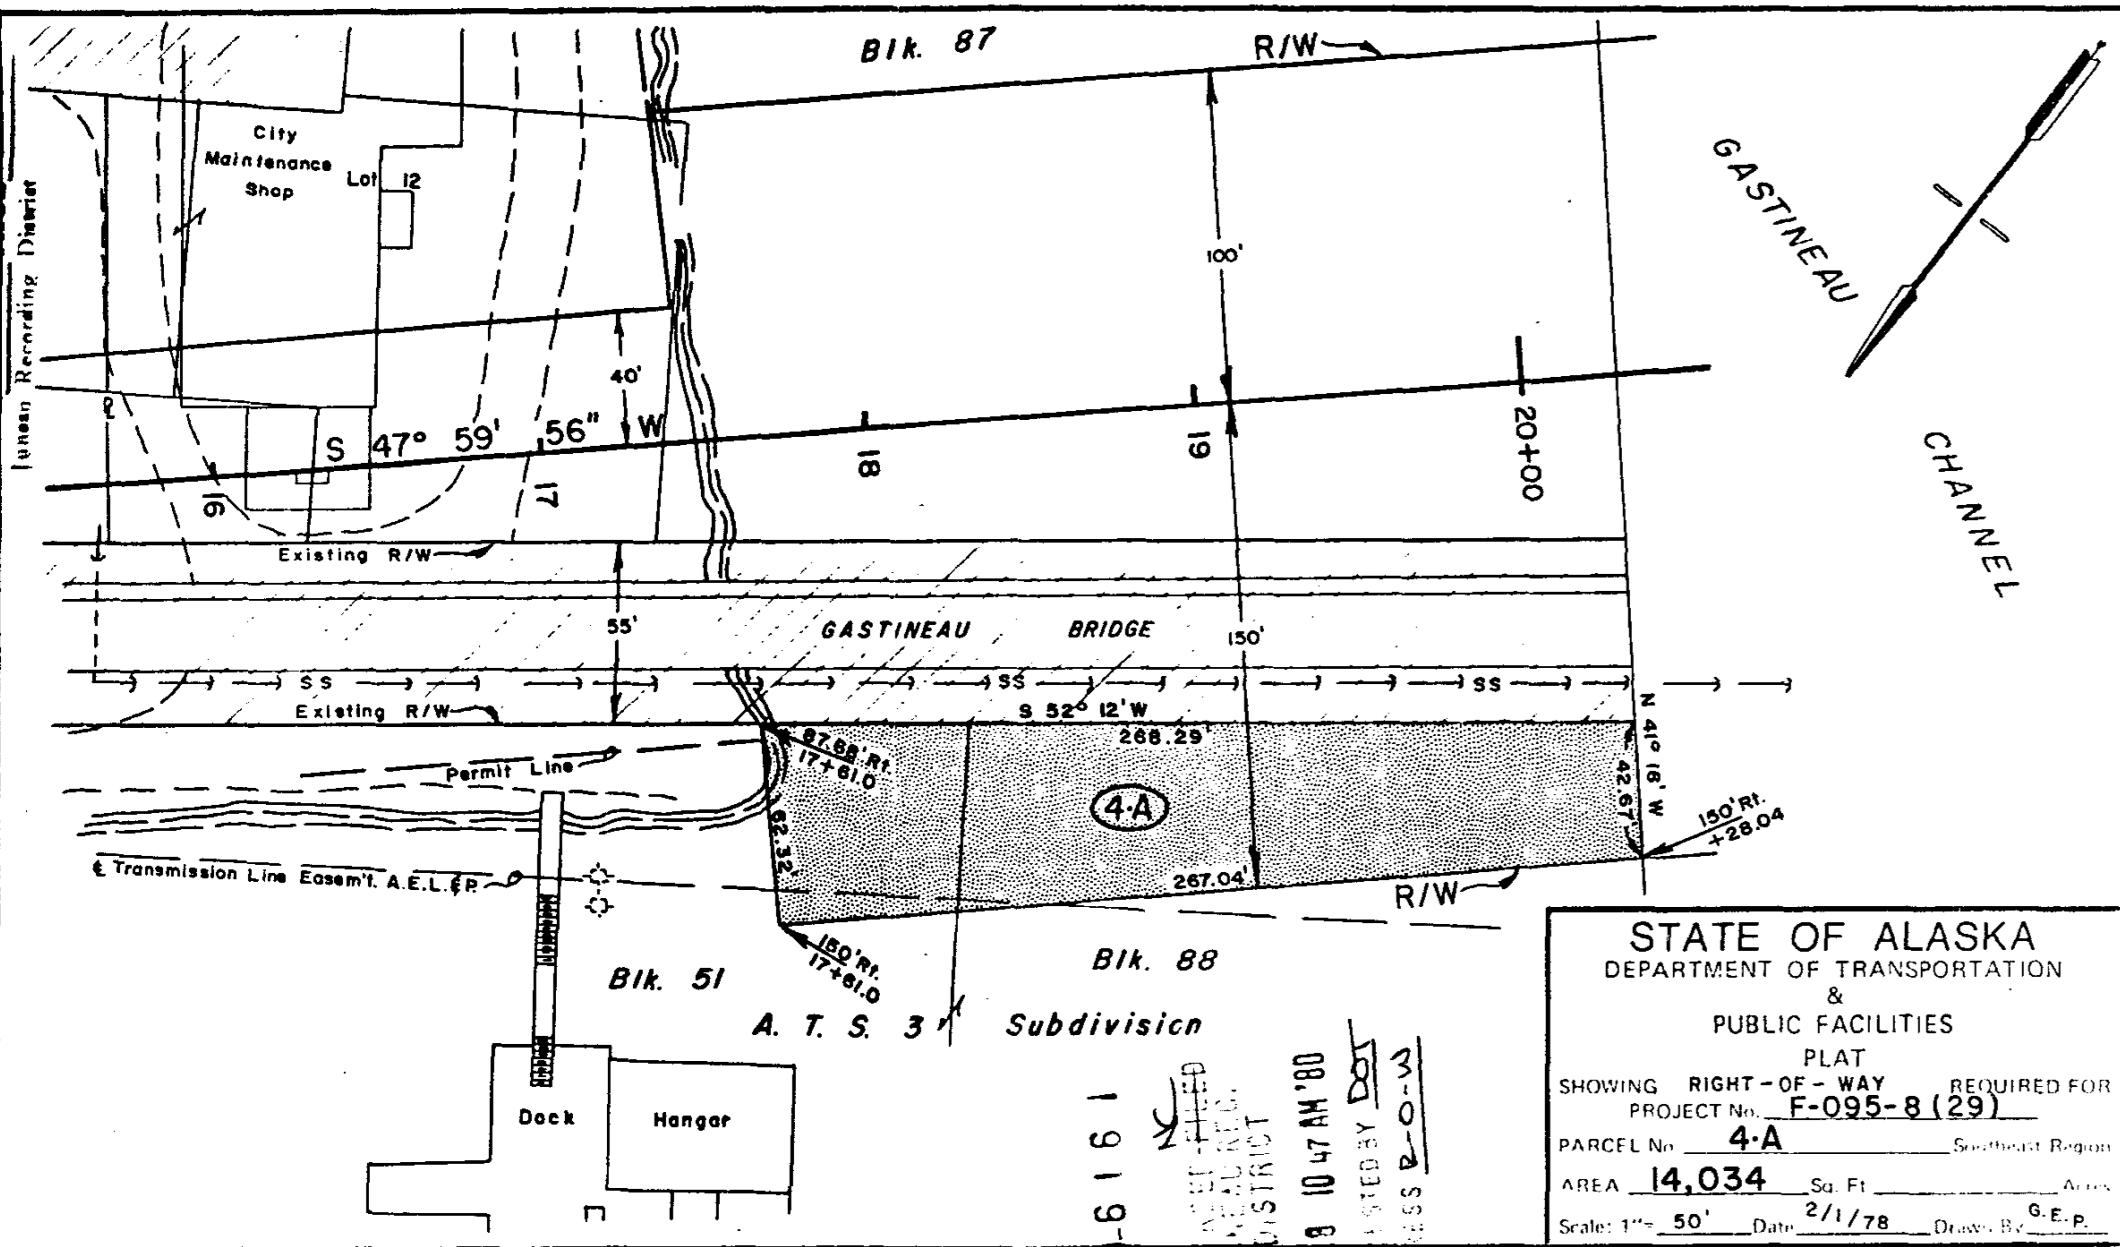 Blk. 87
R/W
City
Maintenance
Shop
Lot 12
Juneau Recording District
GASTINEAU
CHANNEL
100'
40'
S 47° 59' 56" W
16
17
18
19
20+00
Existing R/W
55'
GASTINEAU BRIDGE
150'
SS
SS
SS
Existing R/W
S 52° 12' W
268.29'
N 41° 16' W
42.67'
87.68' Rt.
17+61.0
Permit Line
4·A
62.32'
150' Rt.
+28.04
℄ Transmission Line Easem't. A.E.L.&P.
267.04'
R/W
150' Rt.
17+61.0
Blk. 51
Blk. 88
A. T. S. 3
Subdivision
Dock
Hangar
1916
DISTRICT
10 47 AM '80
BY DOT
R-O-W
STATE OF ALASKA
DEPARTMENT OF TRANSPORTATION
&
PUBLIC FACILITIES
PLAT
SHOWING RIGHT-OF-WAY REQUIRED FOR
PROJECT No. F-095-8 (29)
PARCEL No. 4·A Southeast Region
AREA 14,034 Sq. Ft. Acres
Scale: 1"= 50' Date 2/1/78 Drawn By G.E.P.